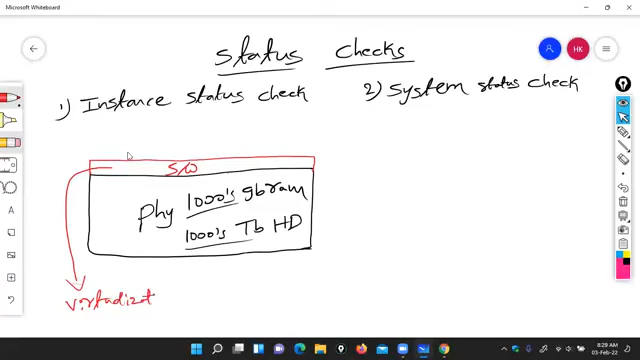 Microsoft Whiteboard
HK
Status Checks
1) Instance status check
2) System status check
S/W
Phy 1000's gb ram
1000's Tb HD
Virtualizat
8:29 AM
03-Feb-22